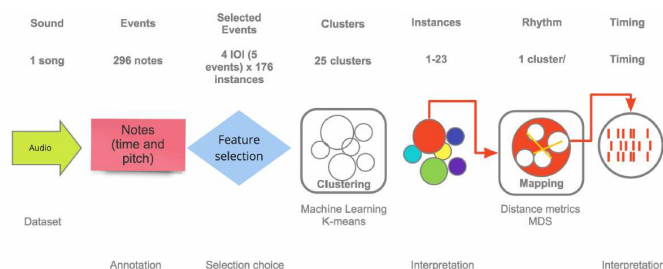 Sound Events Selected Events Clusters Instances Rhythm Timing
1 song 296 notes 4 IOI (5 events) x 176 instances 25 clusters 1-23 1 cluster/ Timing
Audio
Notes
(time and
pitch)
Feature
selection
Clustering
Mapping
Machine Learning
K-means
Distance metrics
MDS
Dataset
Annotation Selection choice Interpretation Interpretation